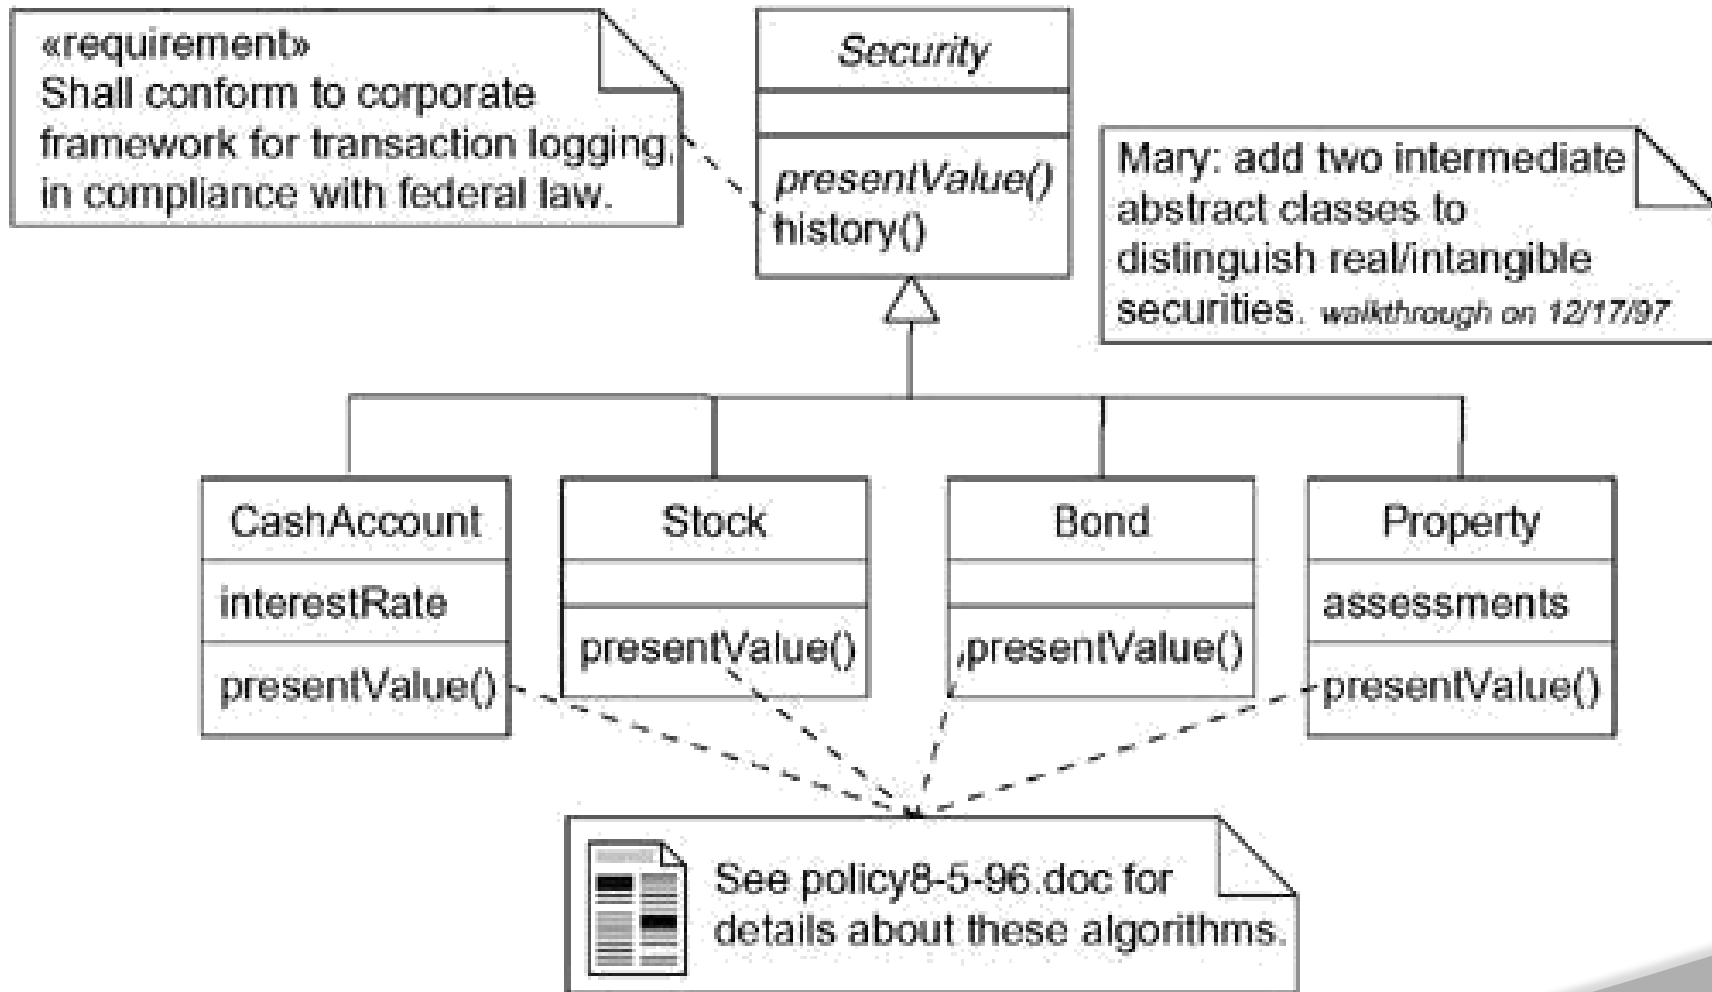 «requirement»
Shall conform to corporate
framework for transaction logging,
in compliance with federal law.
Security
presentValue()
history()
Mary: add two intermediate
abstract classes to
distinguish real/intangible
securities. walkthrough on 12/17/97
CashAccount
interestRate
presentValue()
Stock
presentValue()
Bond
presentValue()
Property
assessments
presentValue()
See policy8-5-96.doc for
details about these algorithms.